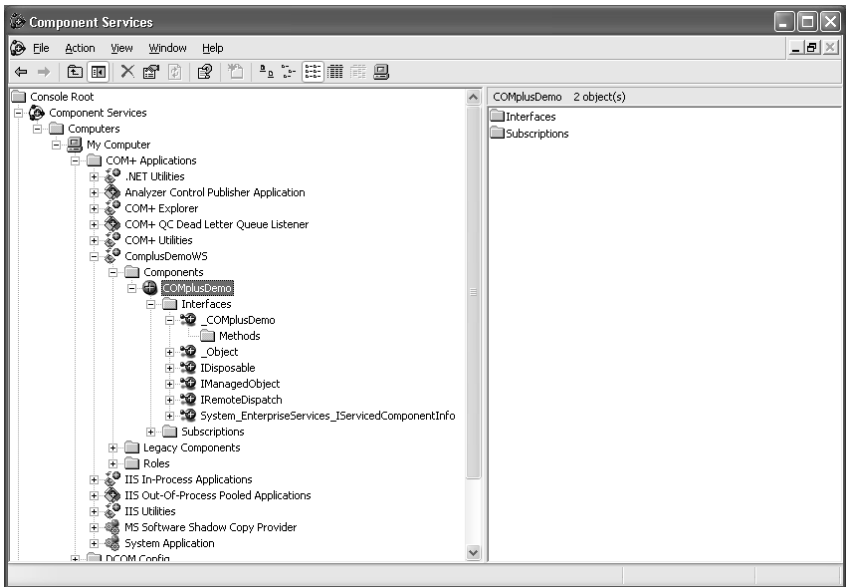 Component Services
File Action View Window Help
Console Root
Component Services
Computers
My Computer
COM+ Applications
.NET Utilities
Analyzer Control Publisher Application
COM+ Explorer
COM+ QC Dead Letter Queue Listener
COM+ Utilities
ComplusDemoWS
Components
COMplusDemo
Interfaces
_COMplusDemo
Methods
_Object
IDisposable
IManagedObject
IRemoteDispatch
System_EnterpriseServices_IServicedComponentInfo
Subscriptions
Legacy Components
Roles
IIS In-Process Applications
IIS Out-Of-Process Pooled Applications
IIS Utilities
MS Software Shadow Copy Provider
System Application
DCOM Config
COMplusDemo 2 object(s)
Interfaces
Subscriptions